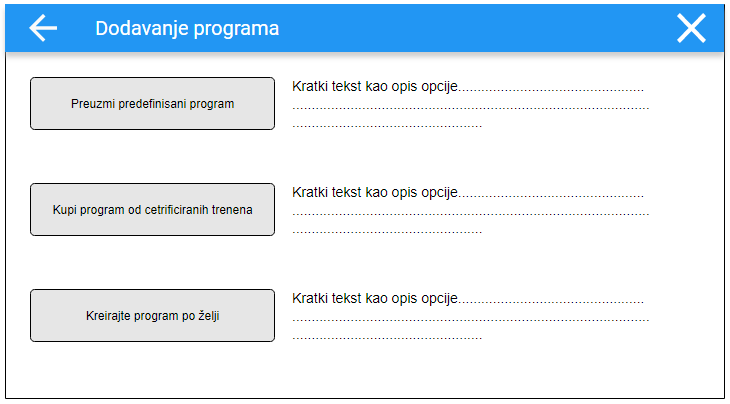 Dodavanje programa
Preuzmi predefinisani program
Kratki tekst kao opis opcije................................................
............................................................................................
.................................................
Kupi program od cetrificiranih trenena
Kratki tekst kao opis opcije................................................
............................................................................................
.................................................
Kreirajte program po želji
Kratki tekst kao opis opcije................................................
............................................................................................
.................................................